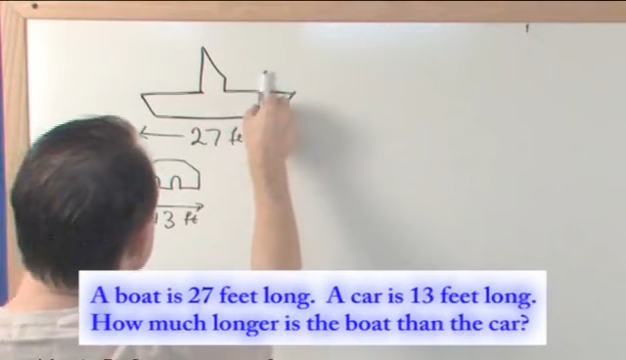 27 ft
13 ft
A boat is 27 feet long. A car is 13 feet long.
How much longer is the boat than the car?